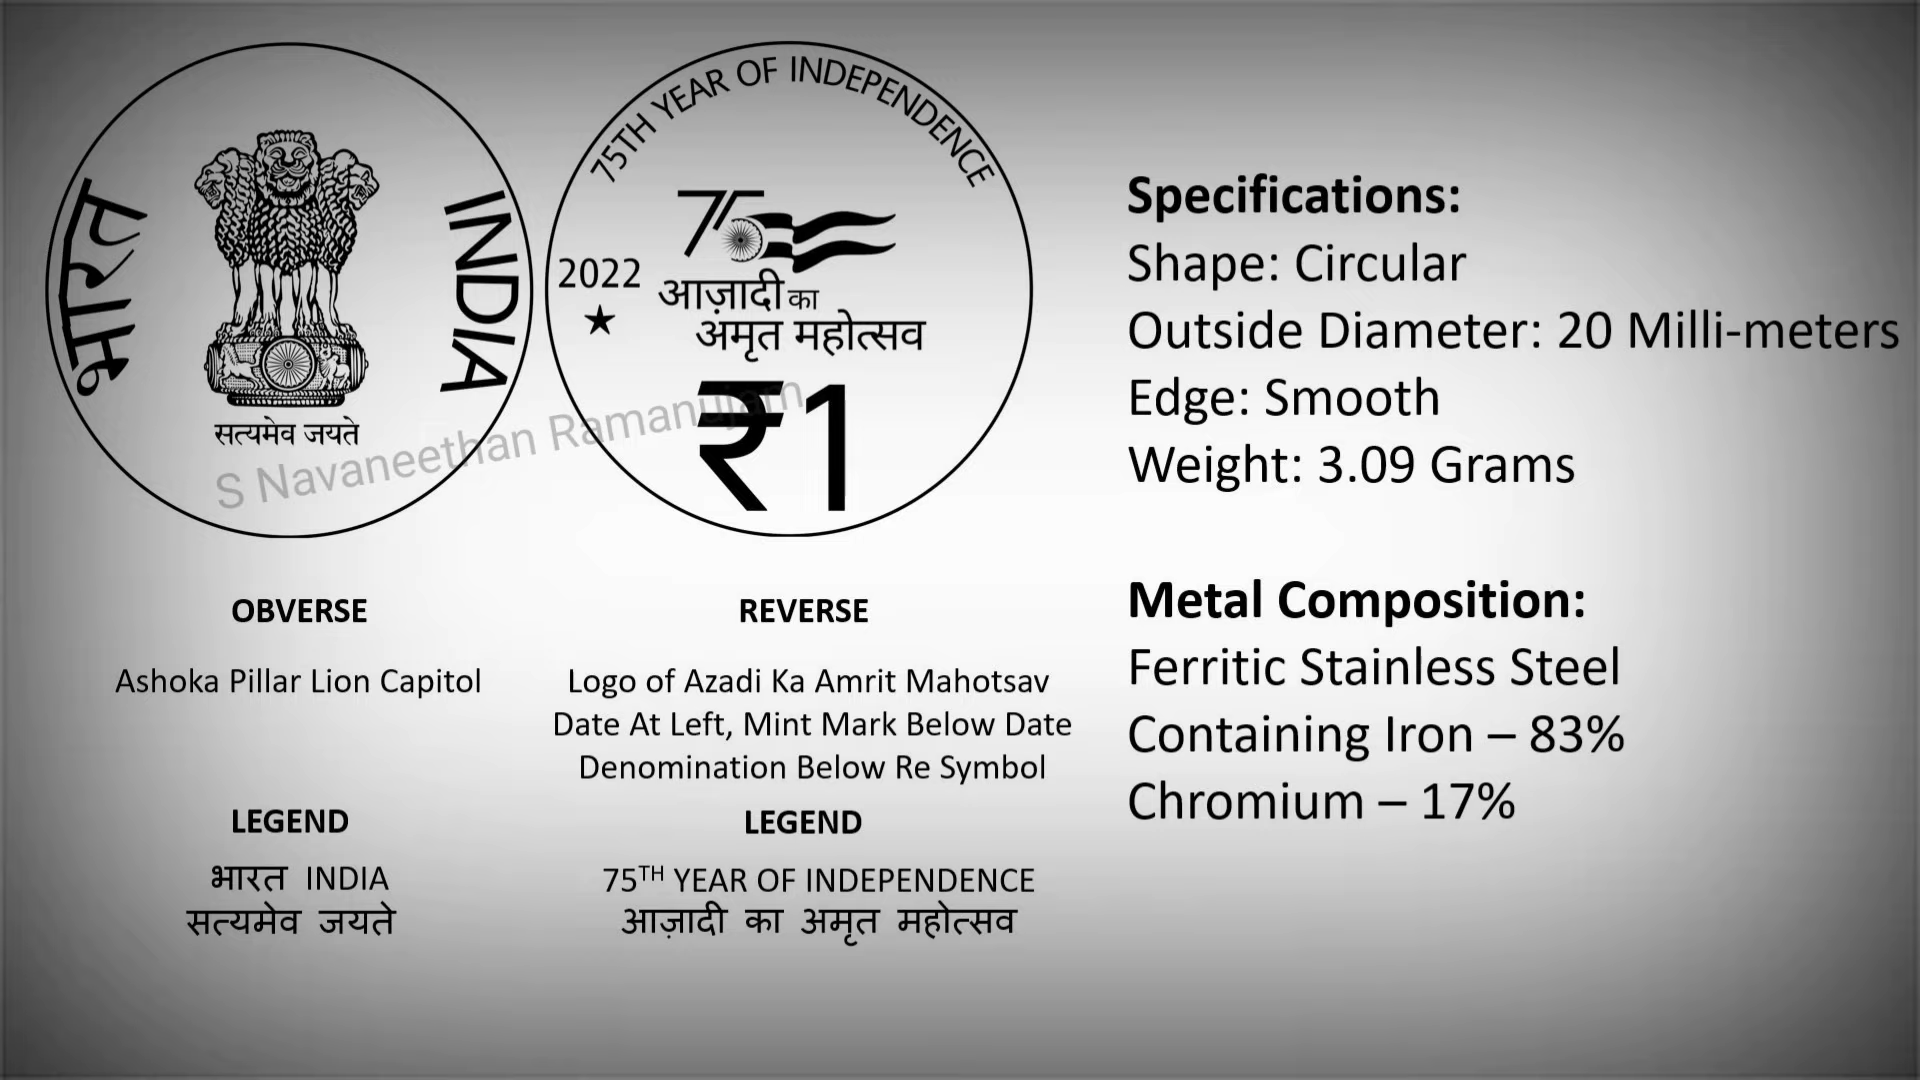 भारत
INDIA
सत्यमेव जयते
75TH YEAR OF INDEPENDENCE
75
2022
आज़ादी का
अमृत महोत्सव
₹1
S Navaneethan Ramanujam
OBVERSE
Ashoka Pillar Lion Capitol
LEGEND
भारत INDIA
सत्यमेव जयते
REVERSE
Logo of Azadi Ka Amrit Mahotsav
Date At Left, Mint Mark Below Date
Denomination Below Re Symbol
LEGEND
75TH YEAR OF INDEPENDENCE
आज़ादी का अमृत महोत्सव
Specifications:
Shape: Circular
Outside Diameter: 20 Milli-meters
Edge: Smooth
Weight: 3.09 Grams
Metal Composition:
Ferritic Stainless Steel
Containing Iron – 83%
Chromium – 17%